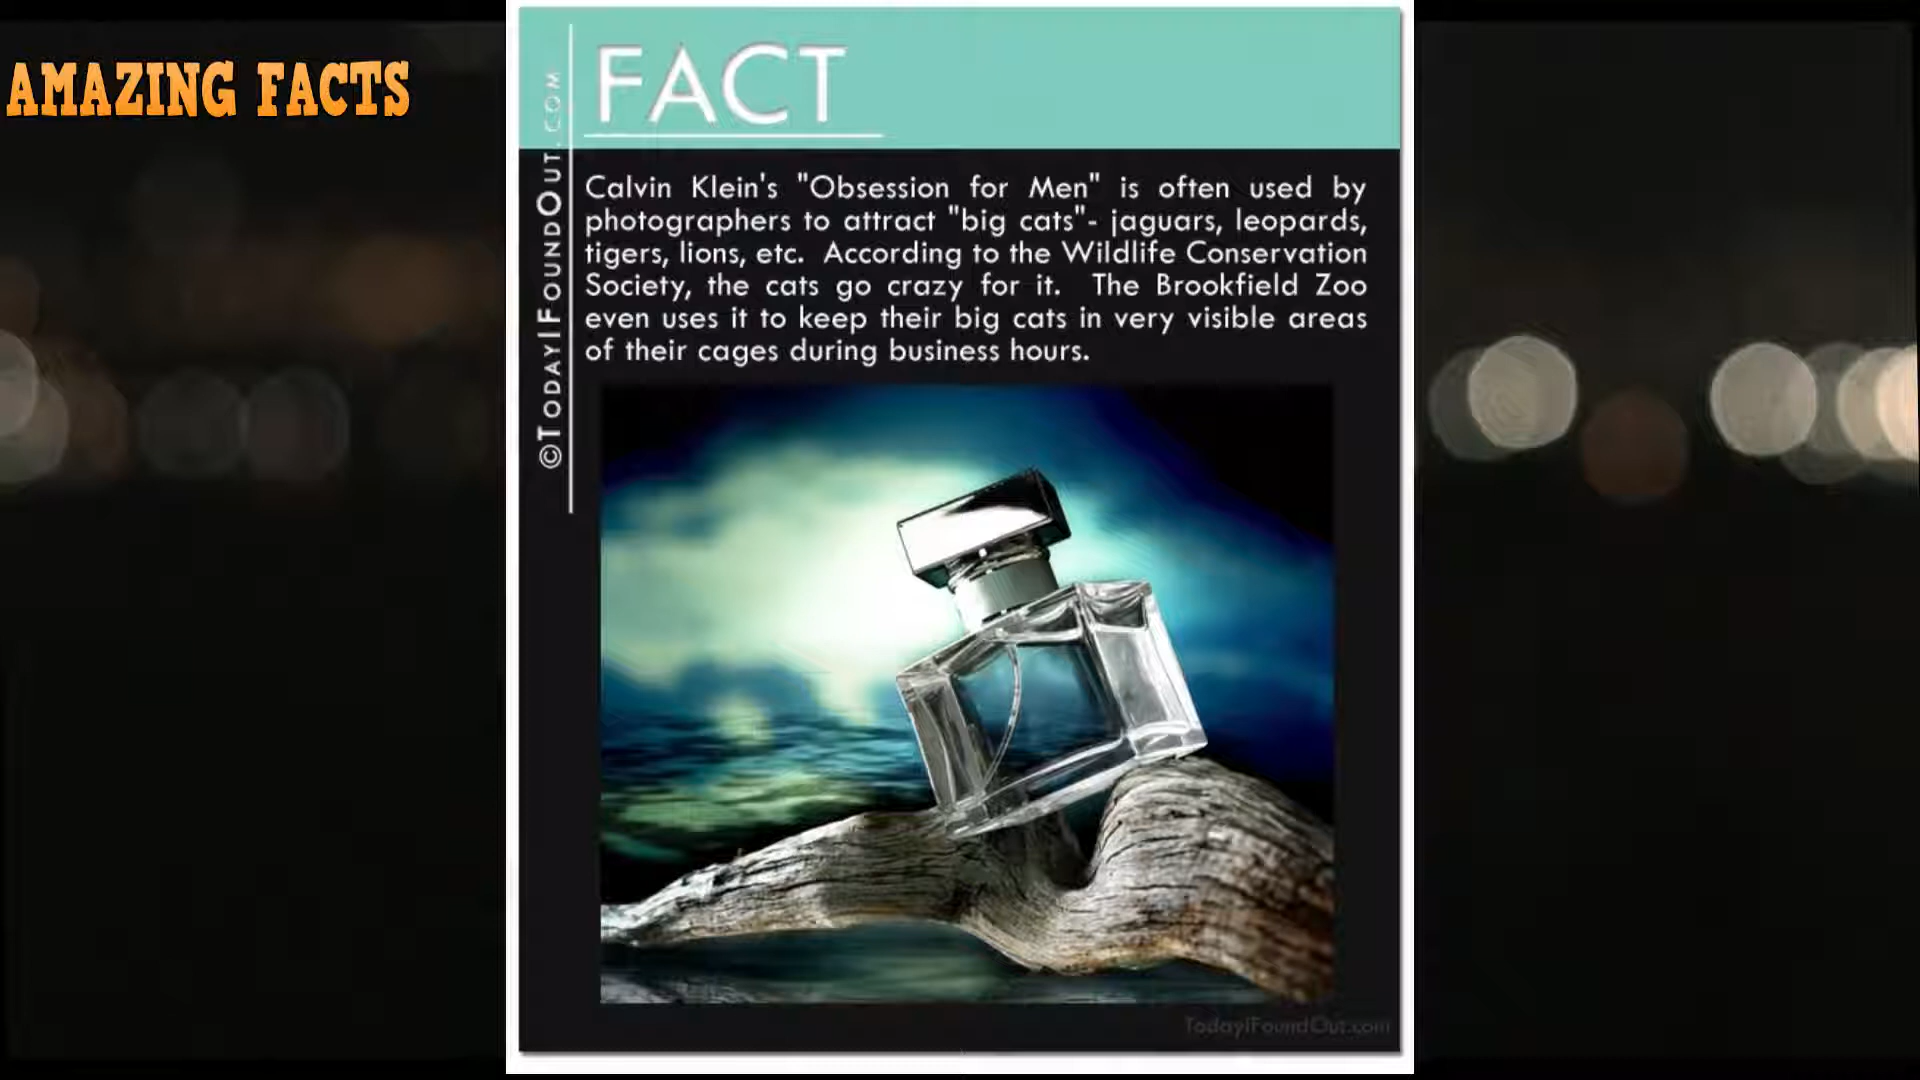 AMAZING FACTS
FACT
©TODAYIFOUNDOUT.COM
Calvin Klein's "Obsession for Men" is often used by
photographers to attract "big cats"- jaguars, leopards,
tigers, lions, etc. According to the Wildlife Conservation
Society, the cats go crazy for it. The Brookfield Zoo
even uses it to keep their big cats in very visible areas
of their cages during business hours.
TodayIFoundOut.com